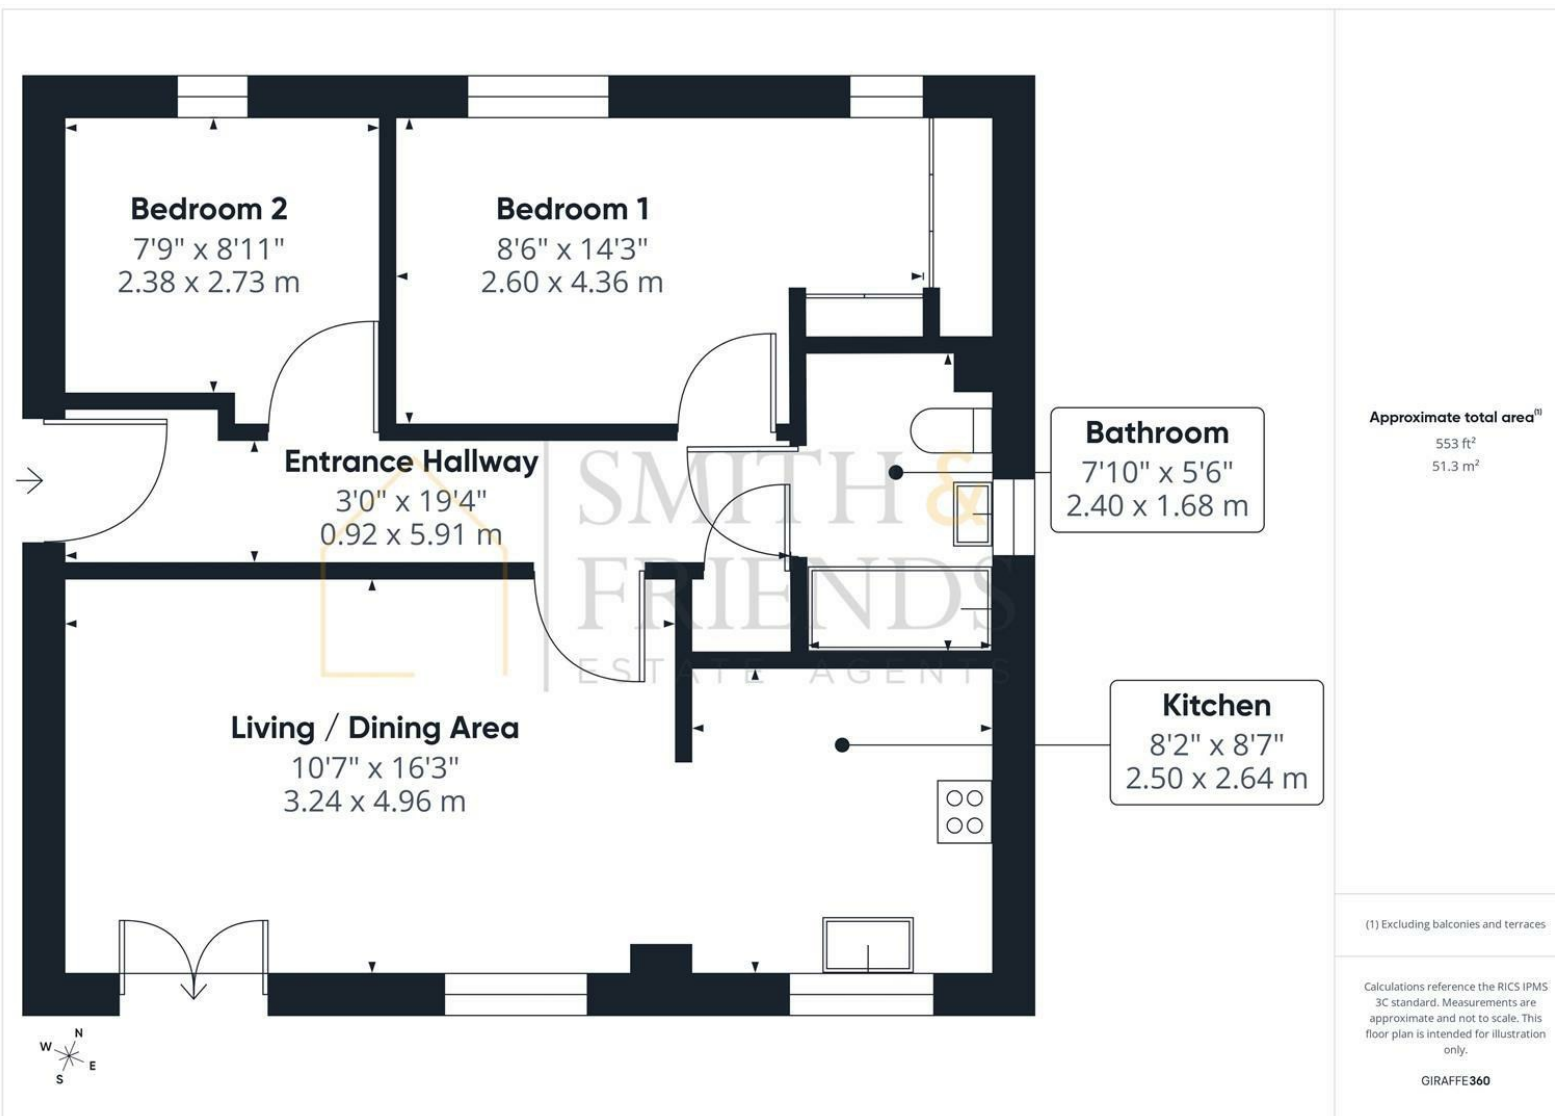 Bedroom 2
7'9" x 8'11"
2.38 x 2.73 m
Bedroom 1
8'6" x 14'3"
2.60 x 4.36 m
Entrance Hallway
3'0" x 19'4"
0.92 x 5.91 m
Bathroom
7'10" x 5'6"
2.40 x 1.68 m
SMITH &
FRIENDS
ESTATE AGENTS
Living / Dining Area
10'7" x 16'3"
3.24 x 4.96 m
Kitchen
8'2" x 8'7"
2.50 x 2.64 m
N
W
E
S
Approximate total area(1)
553 ft²
51.3 m²
(1) Excluding balconies and terraces
Calculations reference the RICS IPMS
3C standard. Measurements are
approximate and not to scale. This
floor plan is intended for illustration
only.
GIRAFFE360